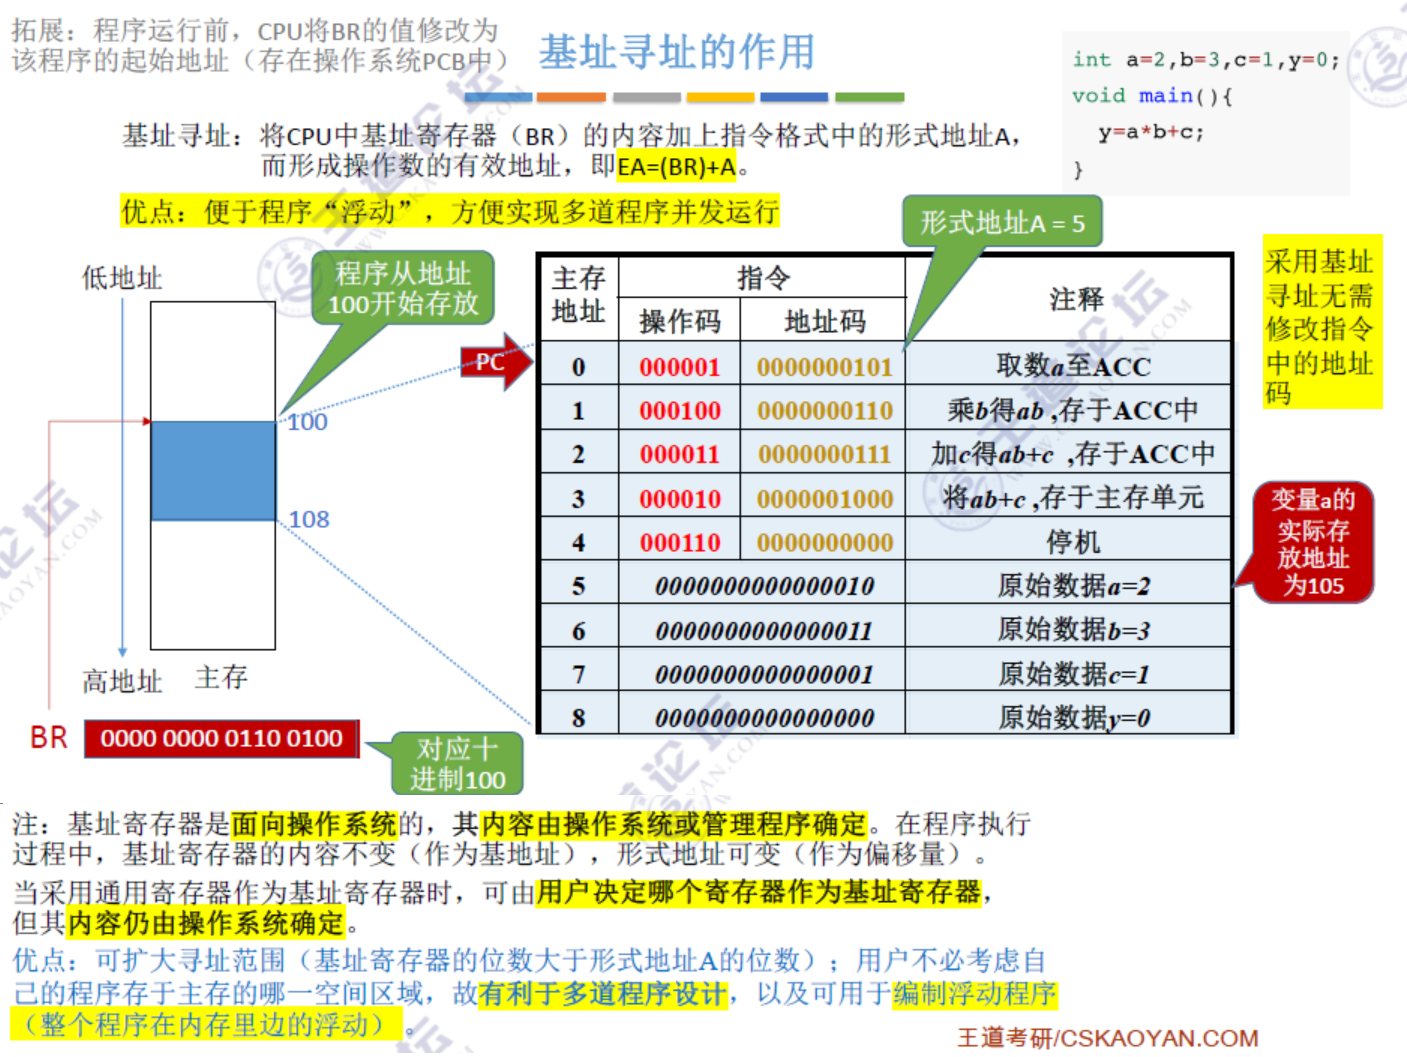 拓展：程序运行前，CPU将BR的值修改为
该程序的起始地址（存在操作系统PCB中）
基址寻址的作用
int a=2,b=3,c=1,y=0;
void main(){
y=a*b+c;
}
基址寻址：将CPU中基址寄存器（BR）的内容加上指令格式中的形式地址A，
而形成操作数的有效地址，即EA=(BR)+A。
优点：便于程序“浮动”，方便实现多道程序并发运行
形式地址A = 5
低地址
程序从地址
100开始存放
主存
地址
指令
操作码
地址码
注释
采用基址
寻址无需
修改指令
中的地址
码
PC
0 000001 0000000101 取数a至ACC
1 000100 0000000110 乘b得ab ,存于ACC中
2 000011 0000000111 加c得ab+c ,存于ACC中
3 000010 0000001000 将ab+c ,存于主存单元
4 000110 0000000000 停机
5 0000000000000010 原始数据a=2
6 0000000000000011 原始数据b=3
7 0000000000000001 原始数据c=1
8 0000000000000000 原始数据y=0
100
108
变量a的
实际存
放地址
为105
高地址
主存
BR
0000 0000 0110 0100
对应十
进制100
注：基址寄存器是面向操作系统的，其内容由操作系统或管理程序确定。在程序执行
过程中，基址寄存器的内容不变（作为基地址），形式地址可变（作为偏移量）。
当采用通用寄存器作为基址寄存器时，可由用户决定哪个寄存器作为基址寄存器，
但其内容仍由操作系统确定。
优点：可扩大寻址范围（基址寄存器的位数大于形式地址A的位数）；用户不必考虑自
己的程序存于主存的哪一空间区域，故有利于多道程序设计，以及可用于编制浮动程序
（整个程序在内存里边的浮动）。
王道考研/CSKAOYAN.COM